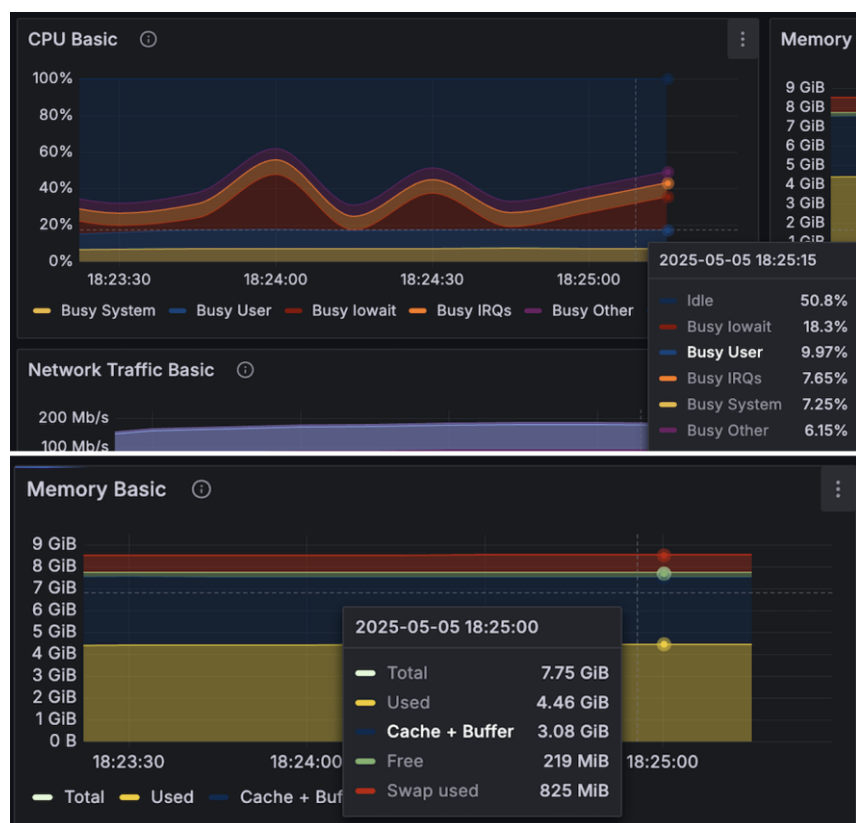 CPU Basic
Memory
100%
80%
60%
40%
20%
0%
18:23:30 18:24:00 18:24:30 18:25:00
Busy System Busy User Busy Iowait Busy IRQs Busy Other
9 GiB
8 GiB
7 GiB
6 GiB
5 GiB
4 GiB
3 GiB
2 GiB
1 GiB
2025-05-05 18:25:15
Idle 50.8%
Busy Iowait 18.3%
Busy User 9.97%
Busy IRQs 7.65%
Busy System 7.25%
Busy Other 6.15%
Network Traffic Basic
200 Mb/s
100 Mb/s
Memory Basic
9 GiB
8 GiB
7 GiB
6 GiB
5 GiB
4 GiB
3 GiB
2 GiB
1 GiB
0 B
18:23:30 18:24:00 18:25:00
Total Used Cache + Buf
2025-05-05 18:25:00
Total 7.75 GiB
Used 4.46 GiB
Cache + Buffer 3.08 GiB
Free 219 MiB
Swap used 825 MiB